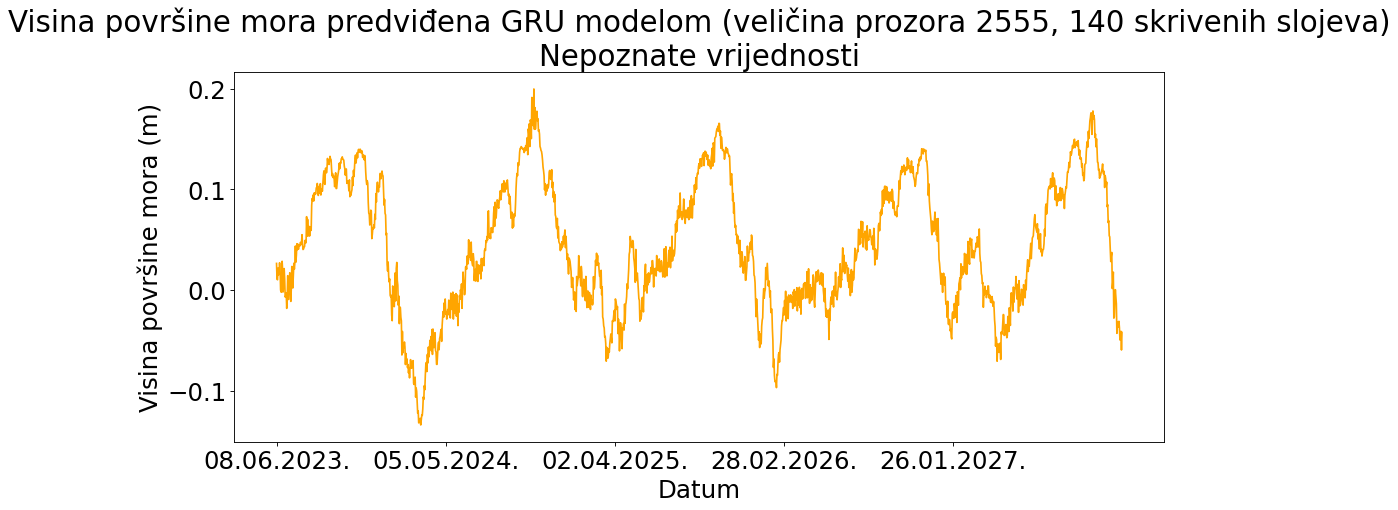 Visina površine mora predviđena GRU modelom (veličina prozora 2555, 140 skrivenih slojeva)
Nepoznate vrijednosti
Visina površine mora (m)
0.2
0.1
0.0
−0.1
08.06.2023. 05.05.2024. 02.04.2025. 28.02.2026. 26.01.2027.
Datum